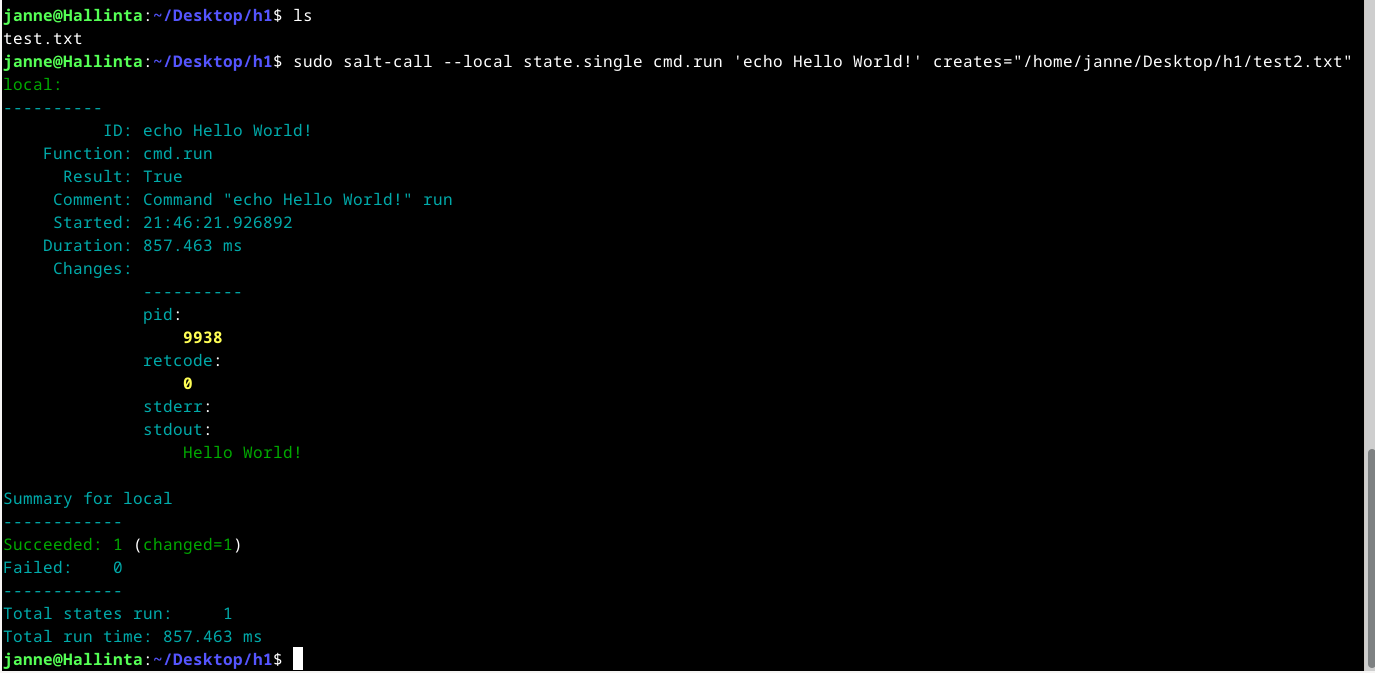 janne@Hallinta:~/Desktop/h1$ ls
test.txt
janne@Hallinta:~/Desktop/h1$ sudo salt-call --local state.single cmd.run 'echo Hello World!' creates="/home/janne/Desktop/h1/test2.txt"
local:
----------
          ID: echo Hello World!
    Function: cmd.run
      Result: True
     Comment: Command "echo Hello World!" run
     Started: 21:46:21.926892
    Duration: 857.463 ms
     Changes:
              ----------
              pid:
                  9938
              retcode:
                  0
              stderr:
              stdout:
                  Hello World!

Summary for local
------------
Succeeded: 1 (changed=1)
Failed:    0
------------
Total states run:     1
Total run time: 857.463 ms
janne@Hallinta:~/Desktop/h1$